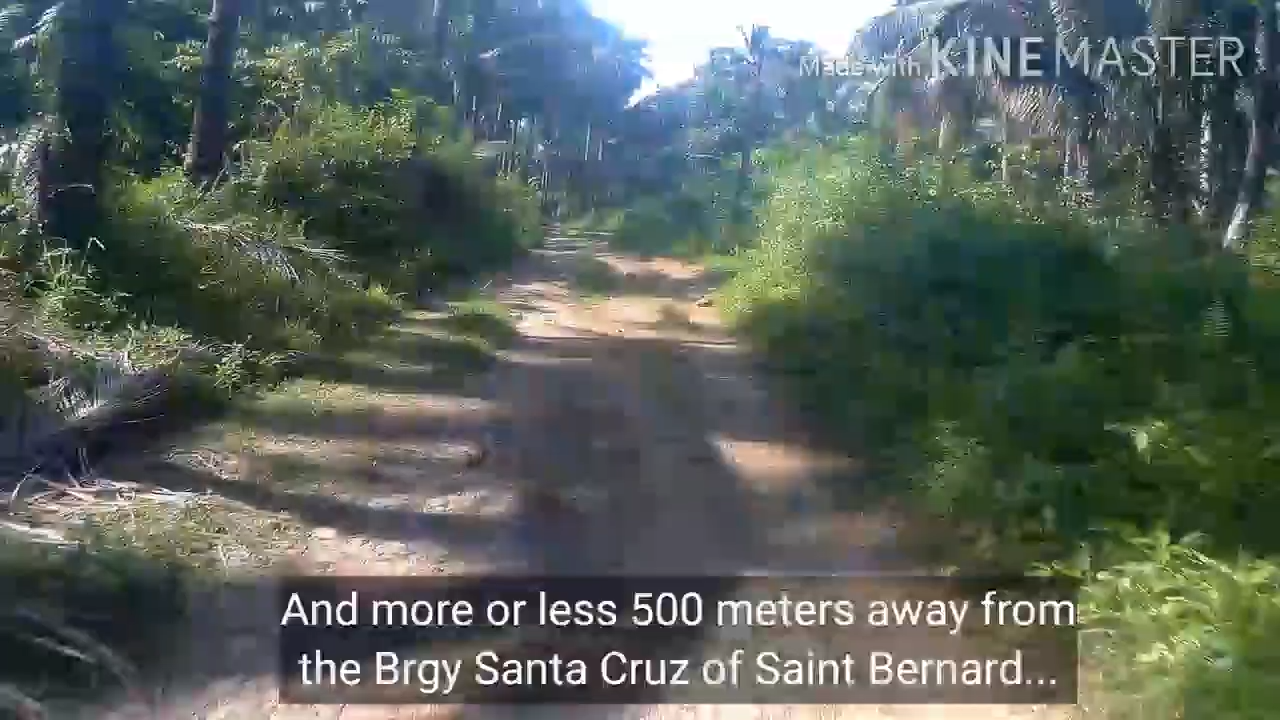 Made with KINEMASTER
And more or less 500 meters away from
the Brgy Santa Cruz of Saint Bernard...